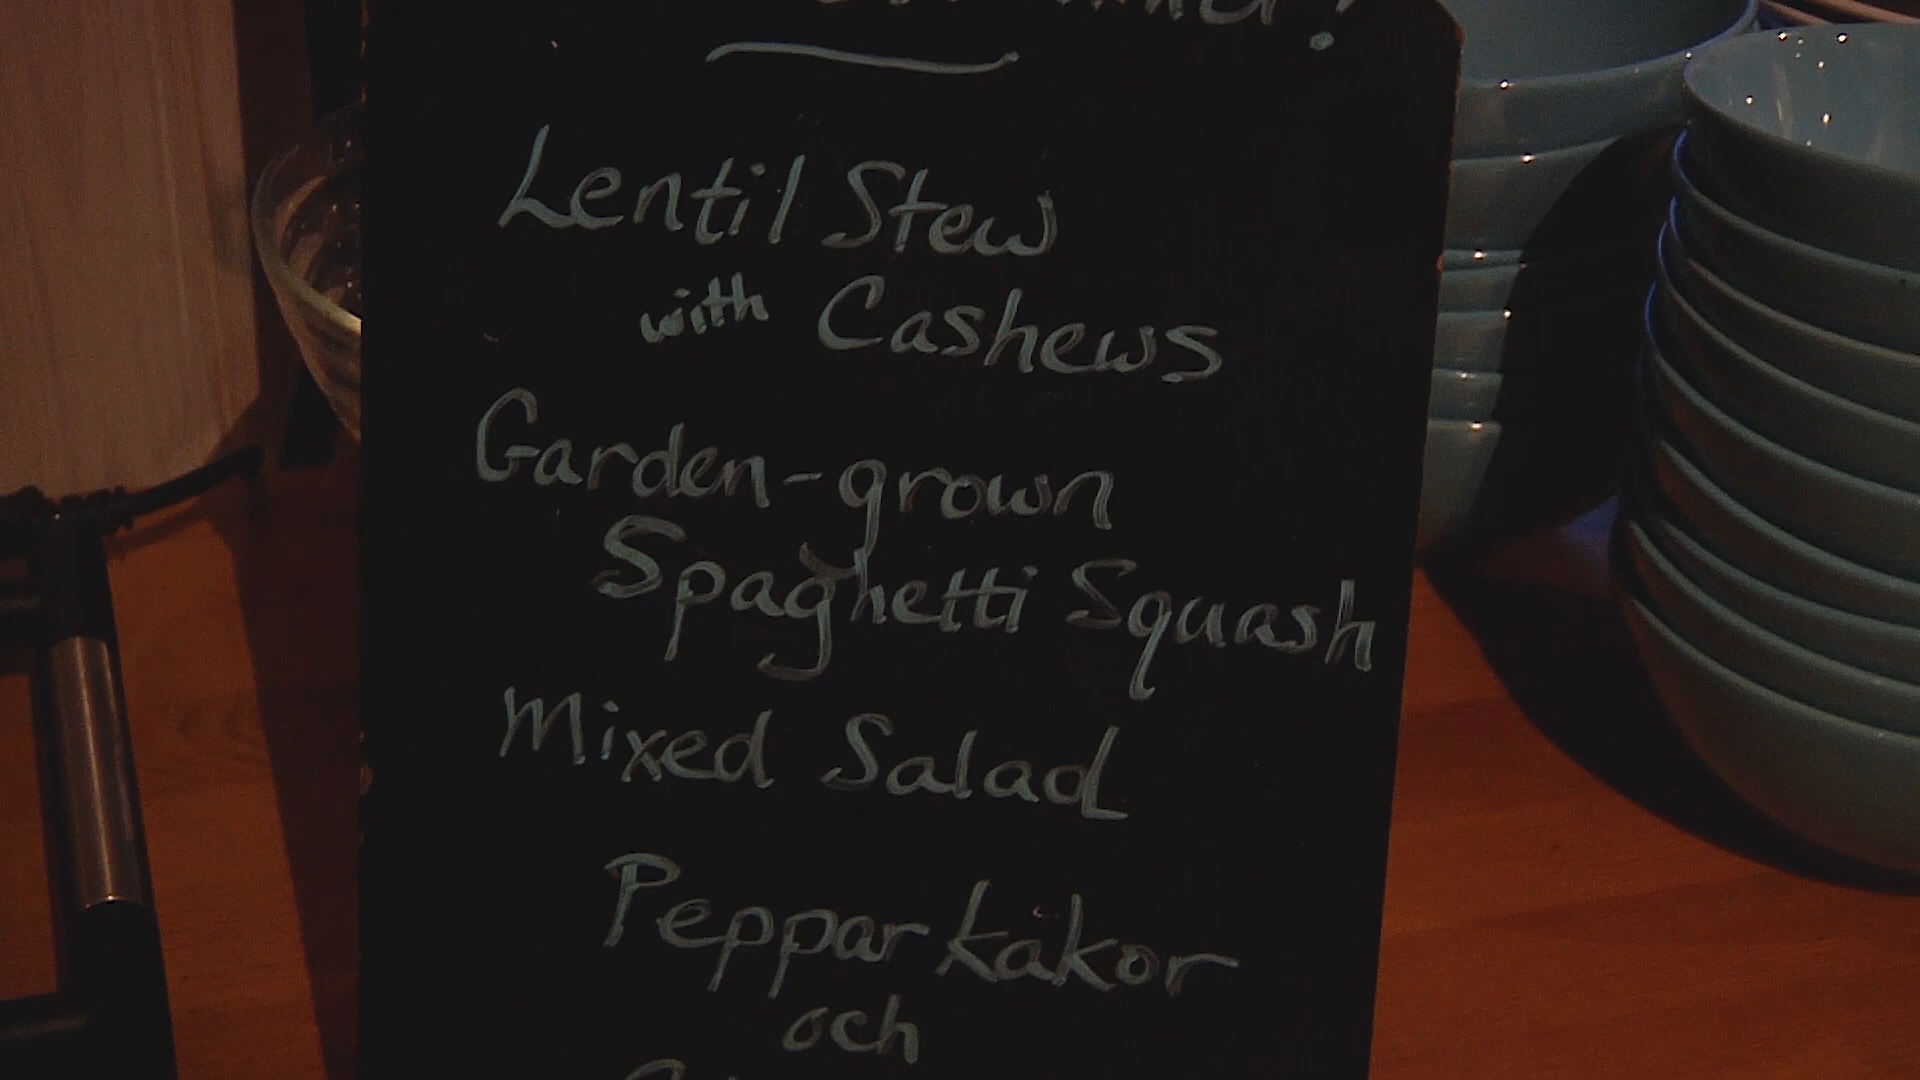 Lentil Stew
with Cashews
Garden-grown
Spaghetti Squash
Mixed Salad
Pepparkakor
och